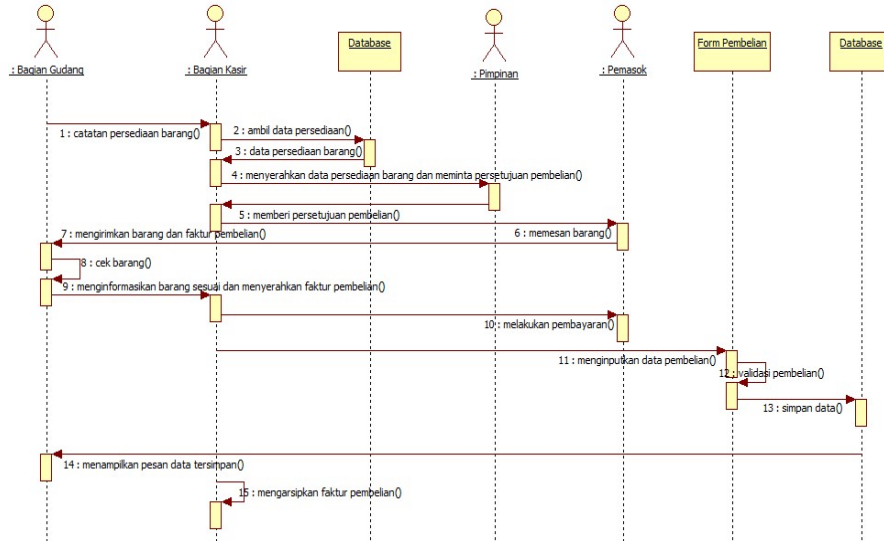 Database
Form Pembelian
Database
: Bagian Gudang
: Bagian Kasir
: Pimpinan
: Pemasok
1 : catatan persediaan barang()
2 : ambil data persediaan()
3 : data persediaan barang()
4 : menyerahkan data persediaan barang dan meminta persetujuan pembelian()
5 : memberi persetujuan pembelian()
6 : memesan barang()
7 : mengirimkan barang dan faktur pembelian()
8 : cek barang()
9 : menginformasikan barang sesuai dan menyerahkan faktur pembelian()
10 : melakukan pembayaran()
11 : menginputkan data pembelian()
12 : validasi pembelian()
13 : simpan data()
14 : menampilkan pesan data tersimpan()
15 : mengarsipkan faktur pembelian()